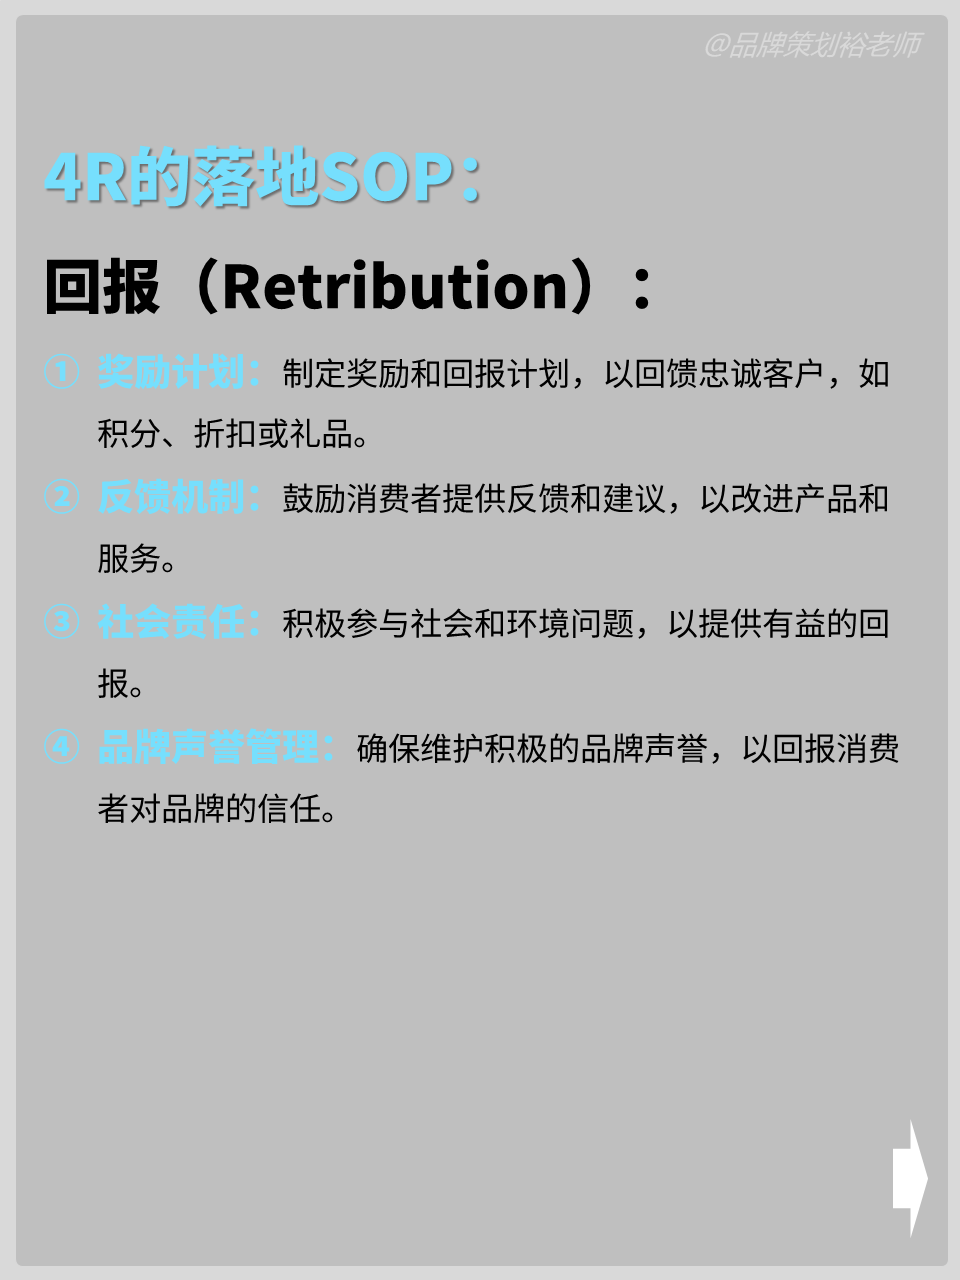 @品牌策划裕老师
4R的落地SOP：
回报（Retribution）：
① 奖励计划：制定奖励和回报计划，以回馈忠诚客户，如
积分、折扣或礼品。
② 反馈机制：鼓励消费者提供反馈和建议，以改进产品和
服务。
③ 社会责任：积极参与社会和环境问题，以提供有益的回
报。
④ 品牌声誉管理：确保维护积极的品牌声誉，以回报消费
者对品牌的信任。